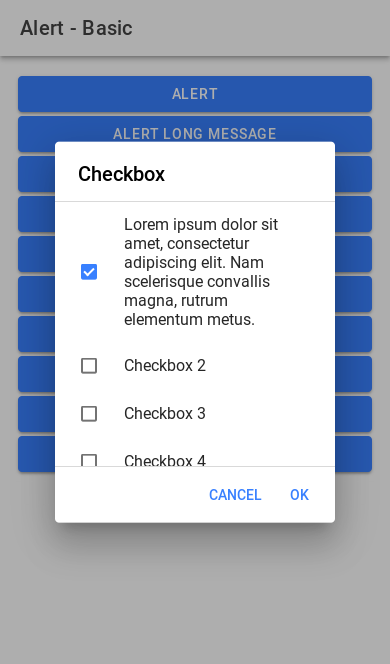 Alert - Basic
ALERT
ALERT LONG MESSAGE
Checkbox
Lorem ipsum dolor sit
amet, consectetur
adipiscing elit. Nam
scelerisque convallis
magna, rutrum
elementum metus.
Checkbox 2
Checkbox 3
Checkbox 4
CANCEL OK